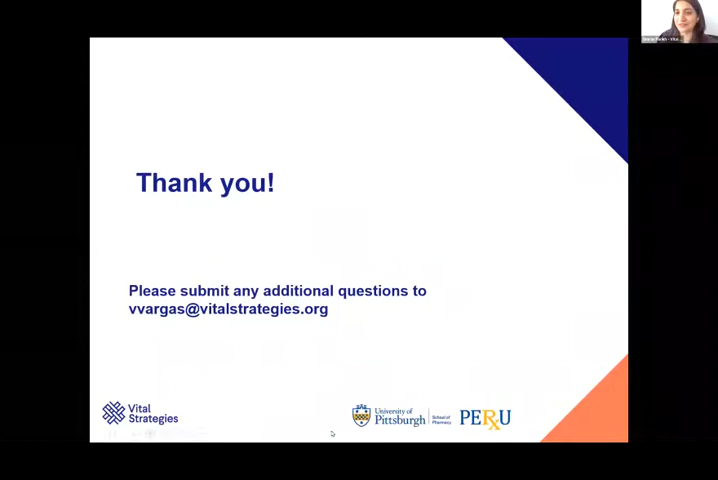 Thank you!
Please submit any additional questions to
vvargas@vitalstrategies.org
Vital
Strategies
University of
Pittsburgh
School of
Pharmacy
PERxU